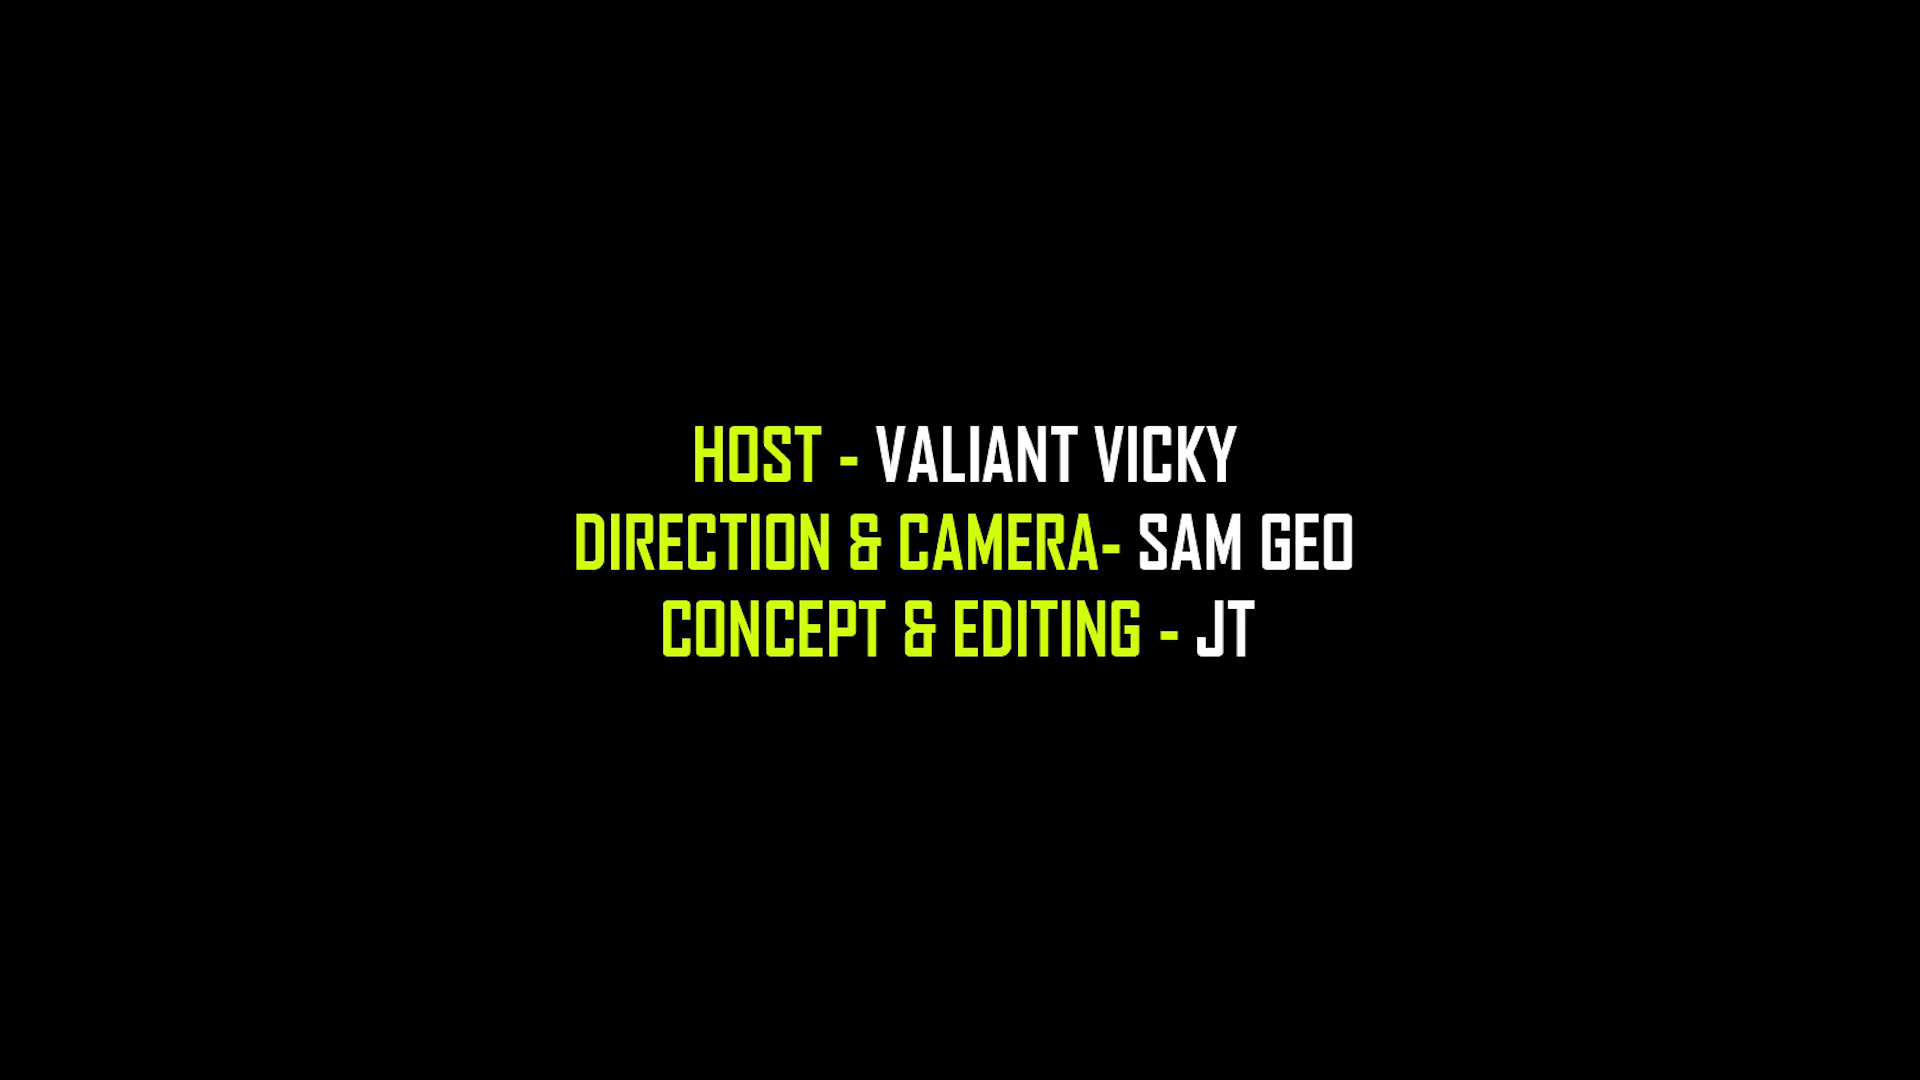 HOST - VALIANT VICKY
DIRECTION & CAMERA- SAM GEO
CONCEPT & EDITING - JT